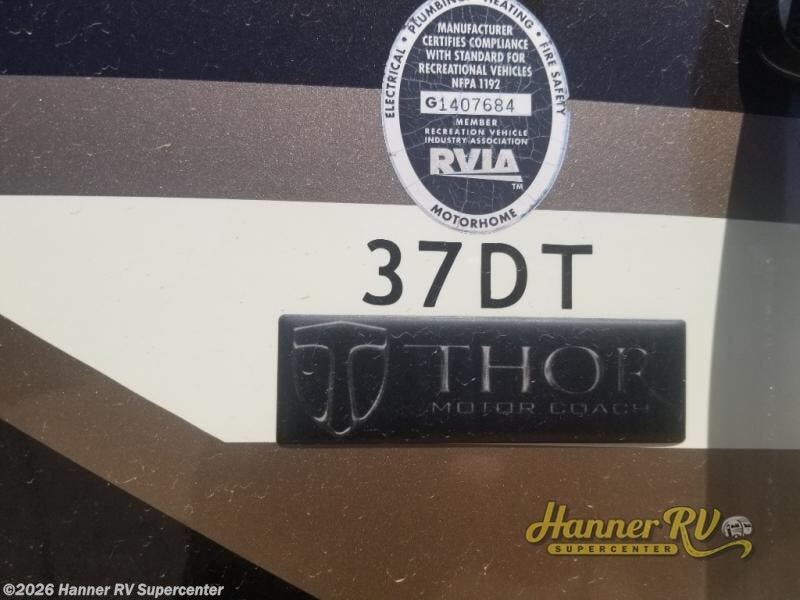 ELECTRICAL • PLUMBING • HEATING • FIRE SAFETY
MANUFACTURER
CERTIFIES COMPLIANCE
WITH STANDARD FOR
RECREATIONAL VEHICLES
NFPA 1192
G1407684
MEMBER
RECREATION VEHICLE
INDUSTRY ASSOCIATION
RVIA
TM
MOTORHOME
37DT
THOR
MOTOR COACH
Hanner RV
SUPERCENTER
©2026 Hanner RV Supercenter